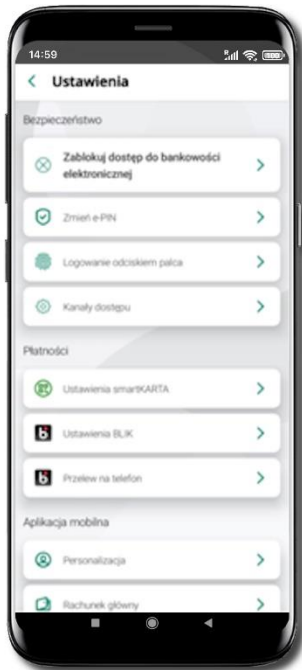 14:59
Ustawienia
Bezpieczeństwo
Zablokuj dostęp do bankowości
elektronicznej
Zmień e-PIN
Logowanie odciskiem palca
Kanały dostępu
Płatności
Ustawienia smartKARTA
Ustawienia BLIK
Przelew na telefon
Aplikacja mobilna
Personalizacja
Rachunek główny